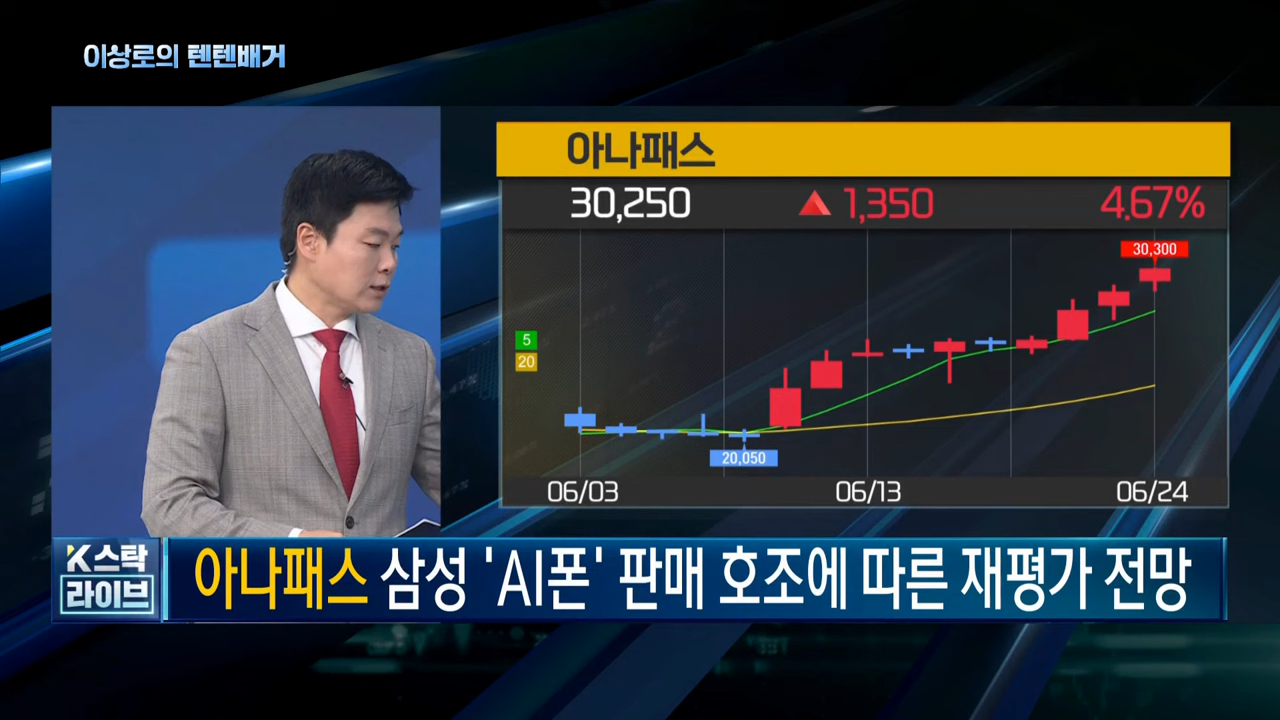 이상로의 텐텐배거
아나패스
30,250 ▲ 1,350 4.67%
30,300
5
20
20,050
06/03 06/13 06/24
K스탁
라이브
아나패스 삼성 'AI폰' 판매 호조에 따른 재평가 전망